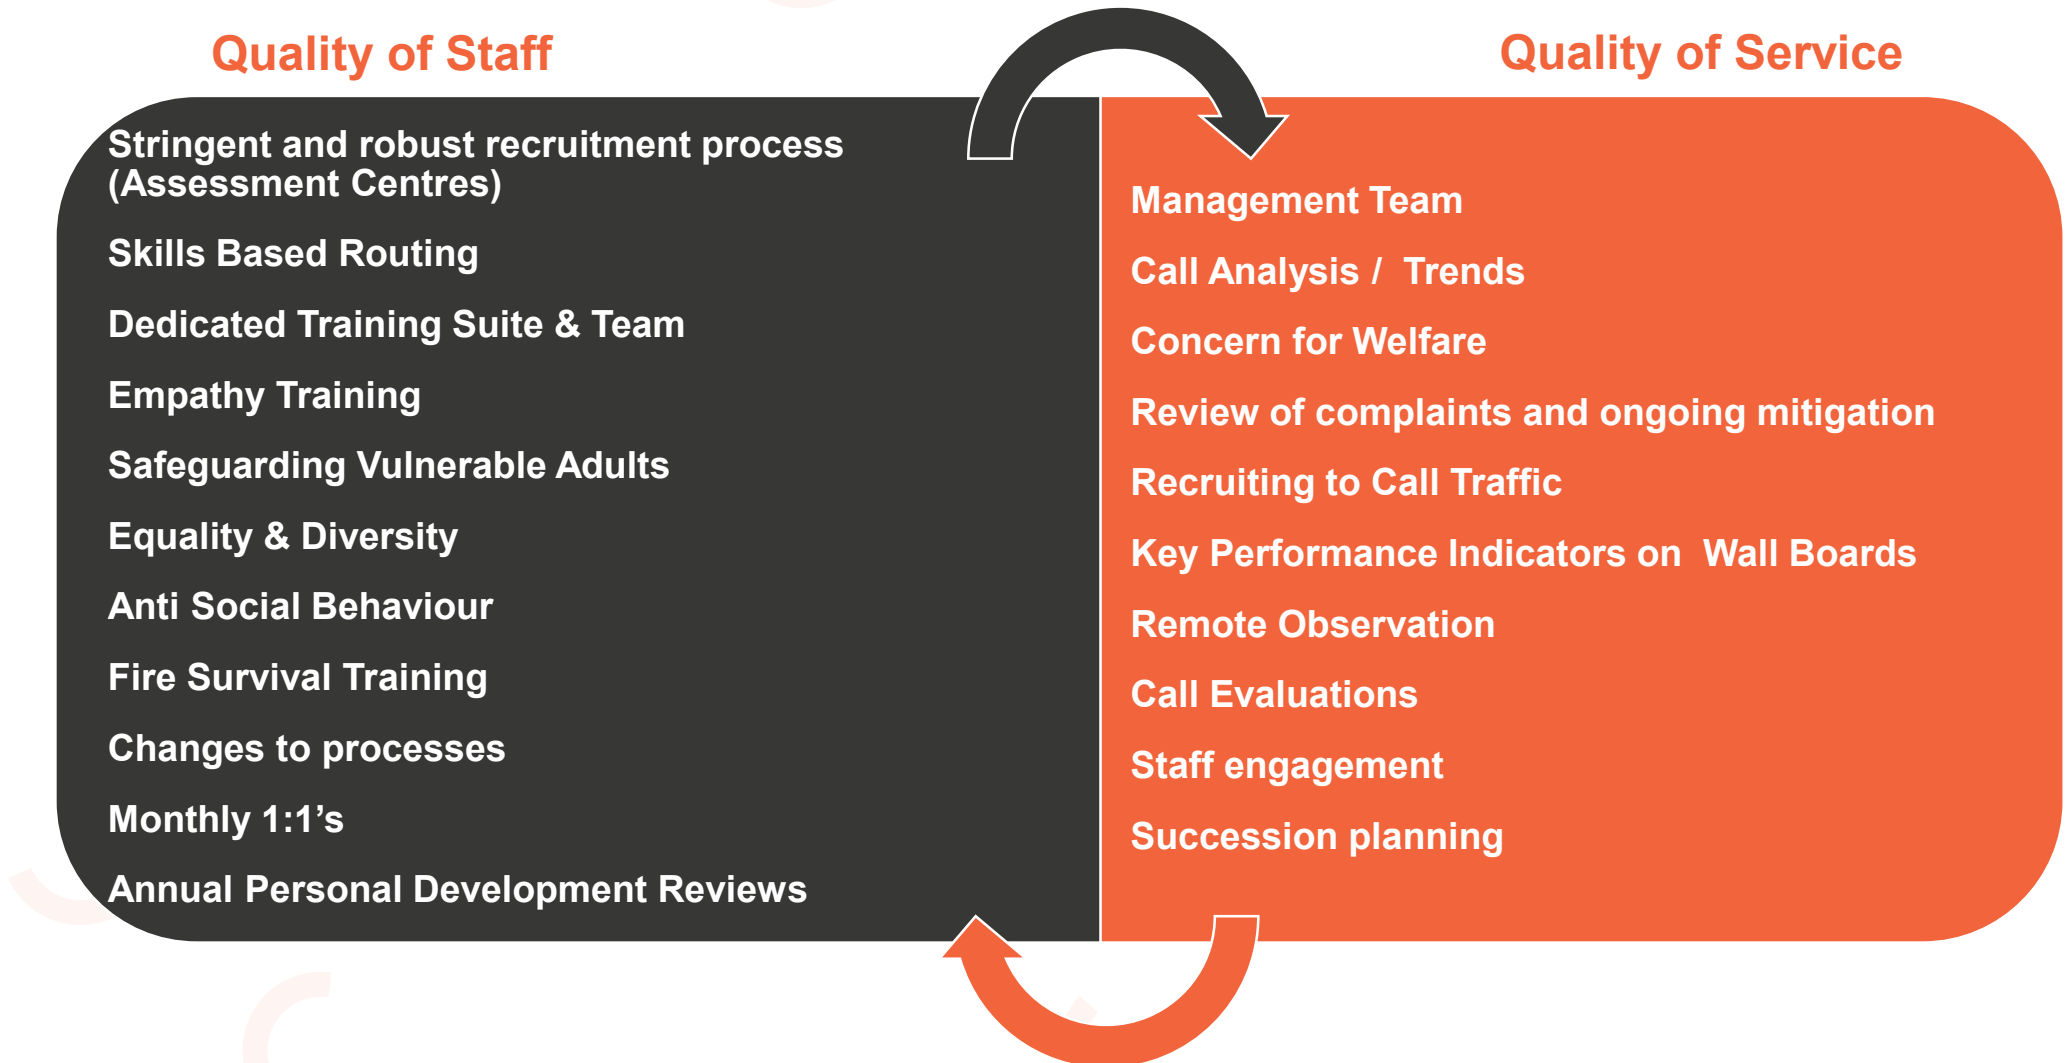 Quality of Staff
Stringent and robust recruitment process
(Assessment Centres)
Skills Based Routing
Dedicated Training Suite & Team
Empathy Training
Safeguarding Vulnerable Adults
Equality & Diversity
Anti Social Behaviour
Fire Survival Training
Changes to processes
Monthly 1:1’s
Annual Personal Development Reviews
Quality of Service
Management Team
Call Analysis /  Trends
Concern for Welfare
Review of complaints and ongoing mitigation
Recruiting to Call Traffic
Key Performance Indicators on  Wall Boards
Remote Observation
Call Evaluations
Staff engagement
Succession planning